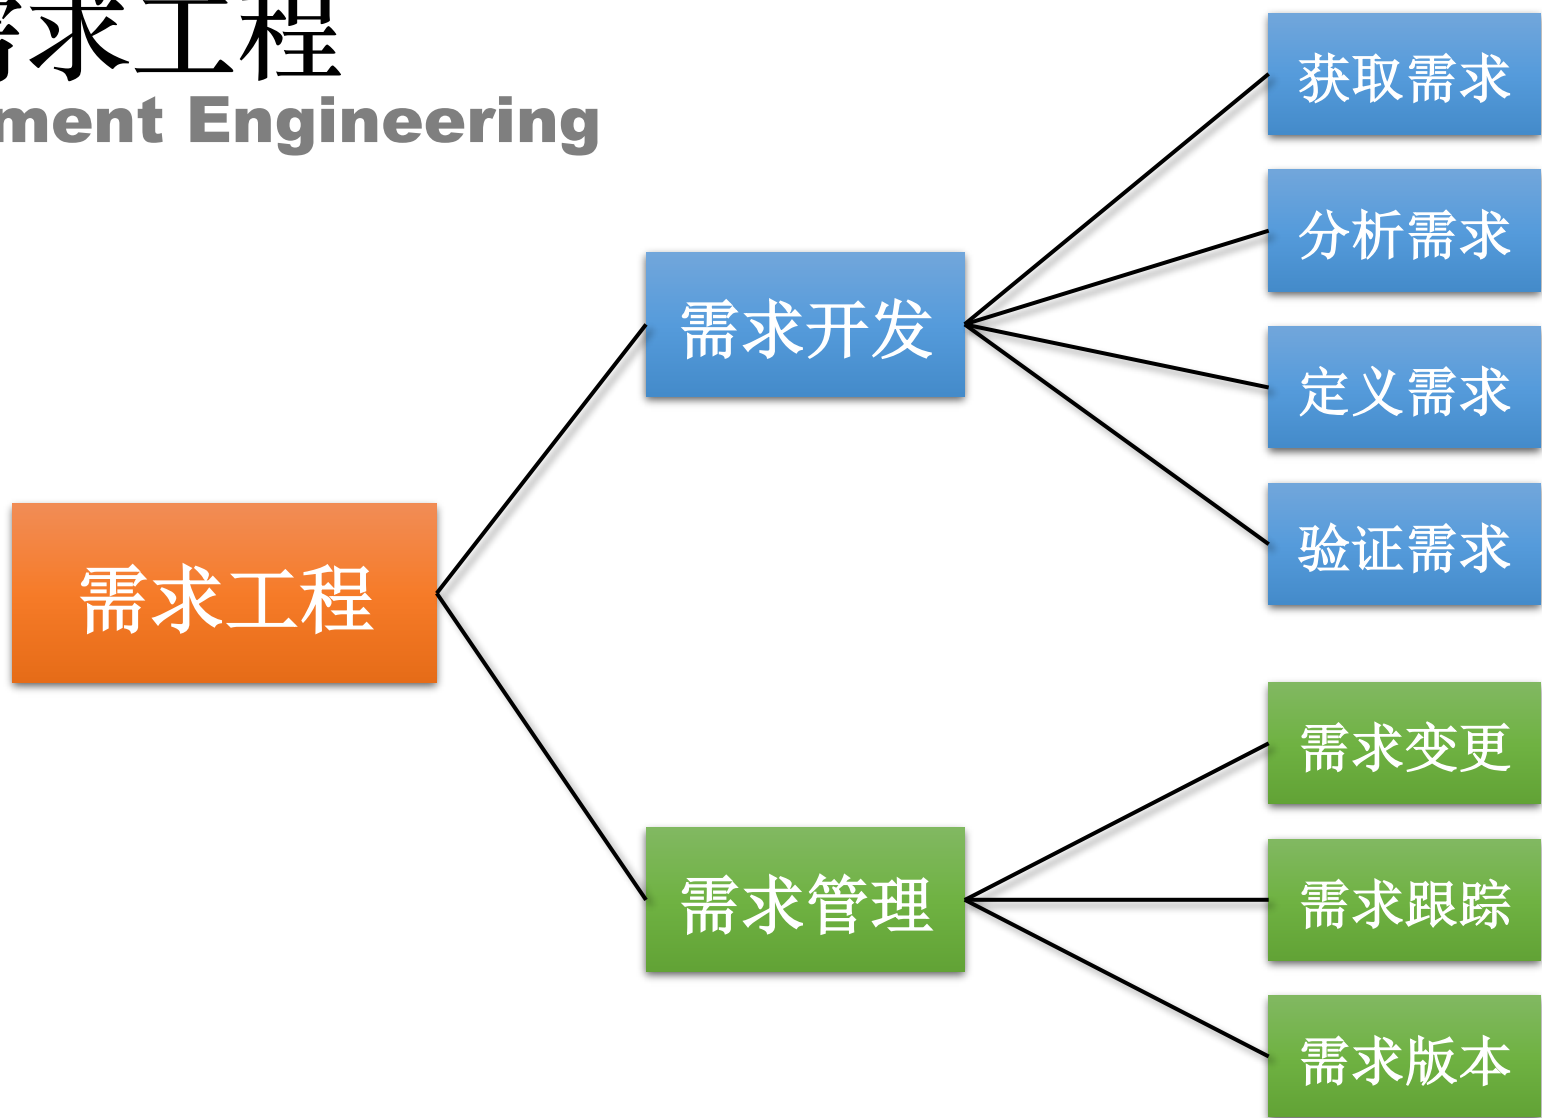 需求工程
ment Engineering
获取需求
分析需求
需求开发
定义需求
验证需求
需求工程
需求变更
需求管理
需求跟踪
需求版本